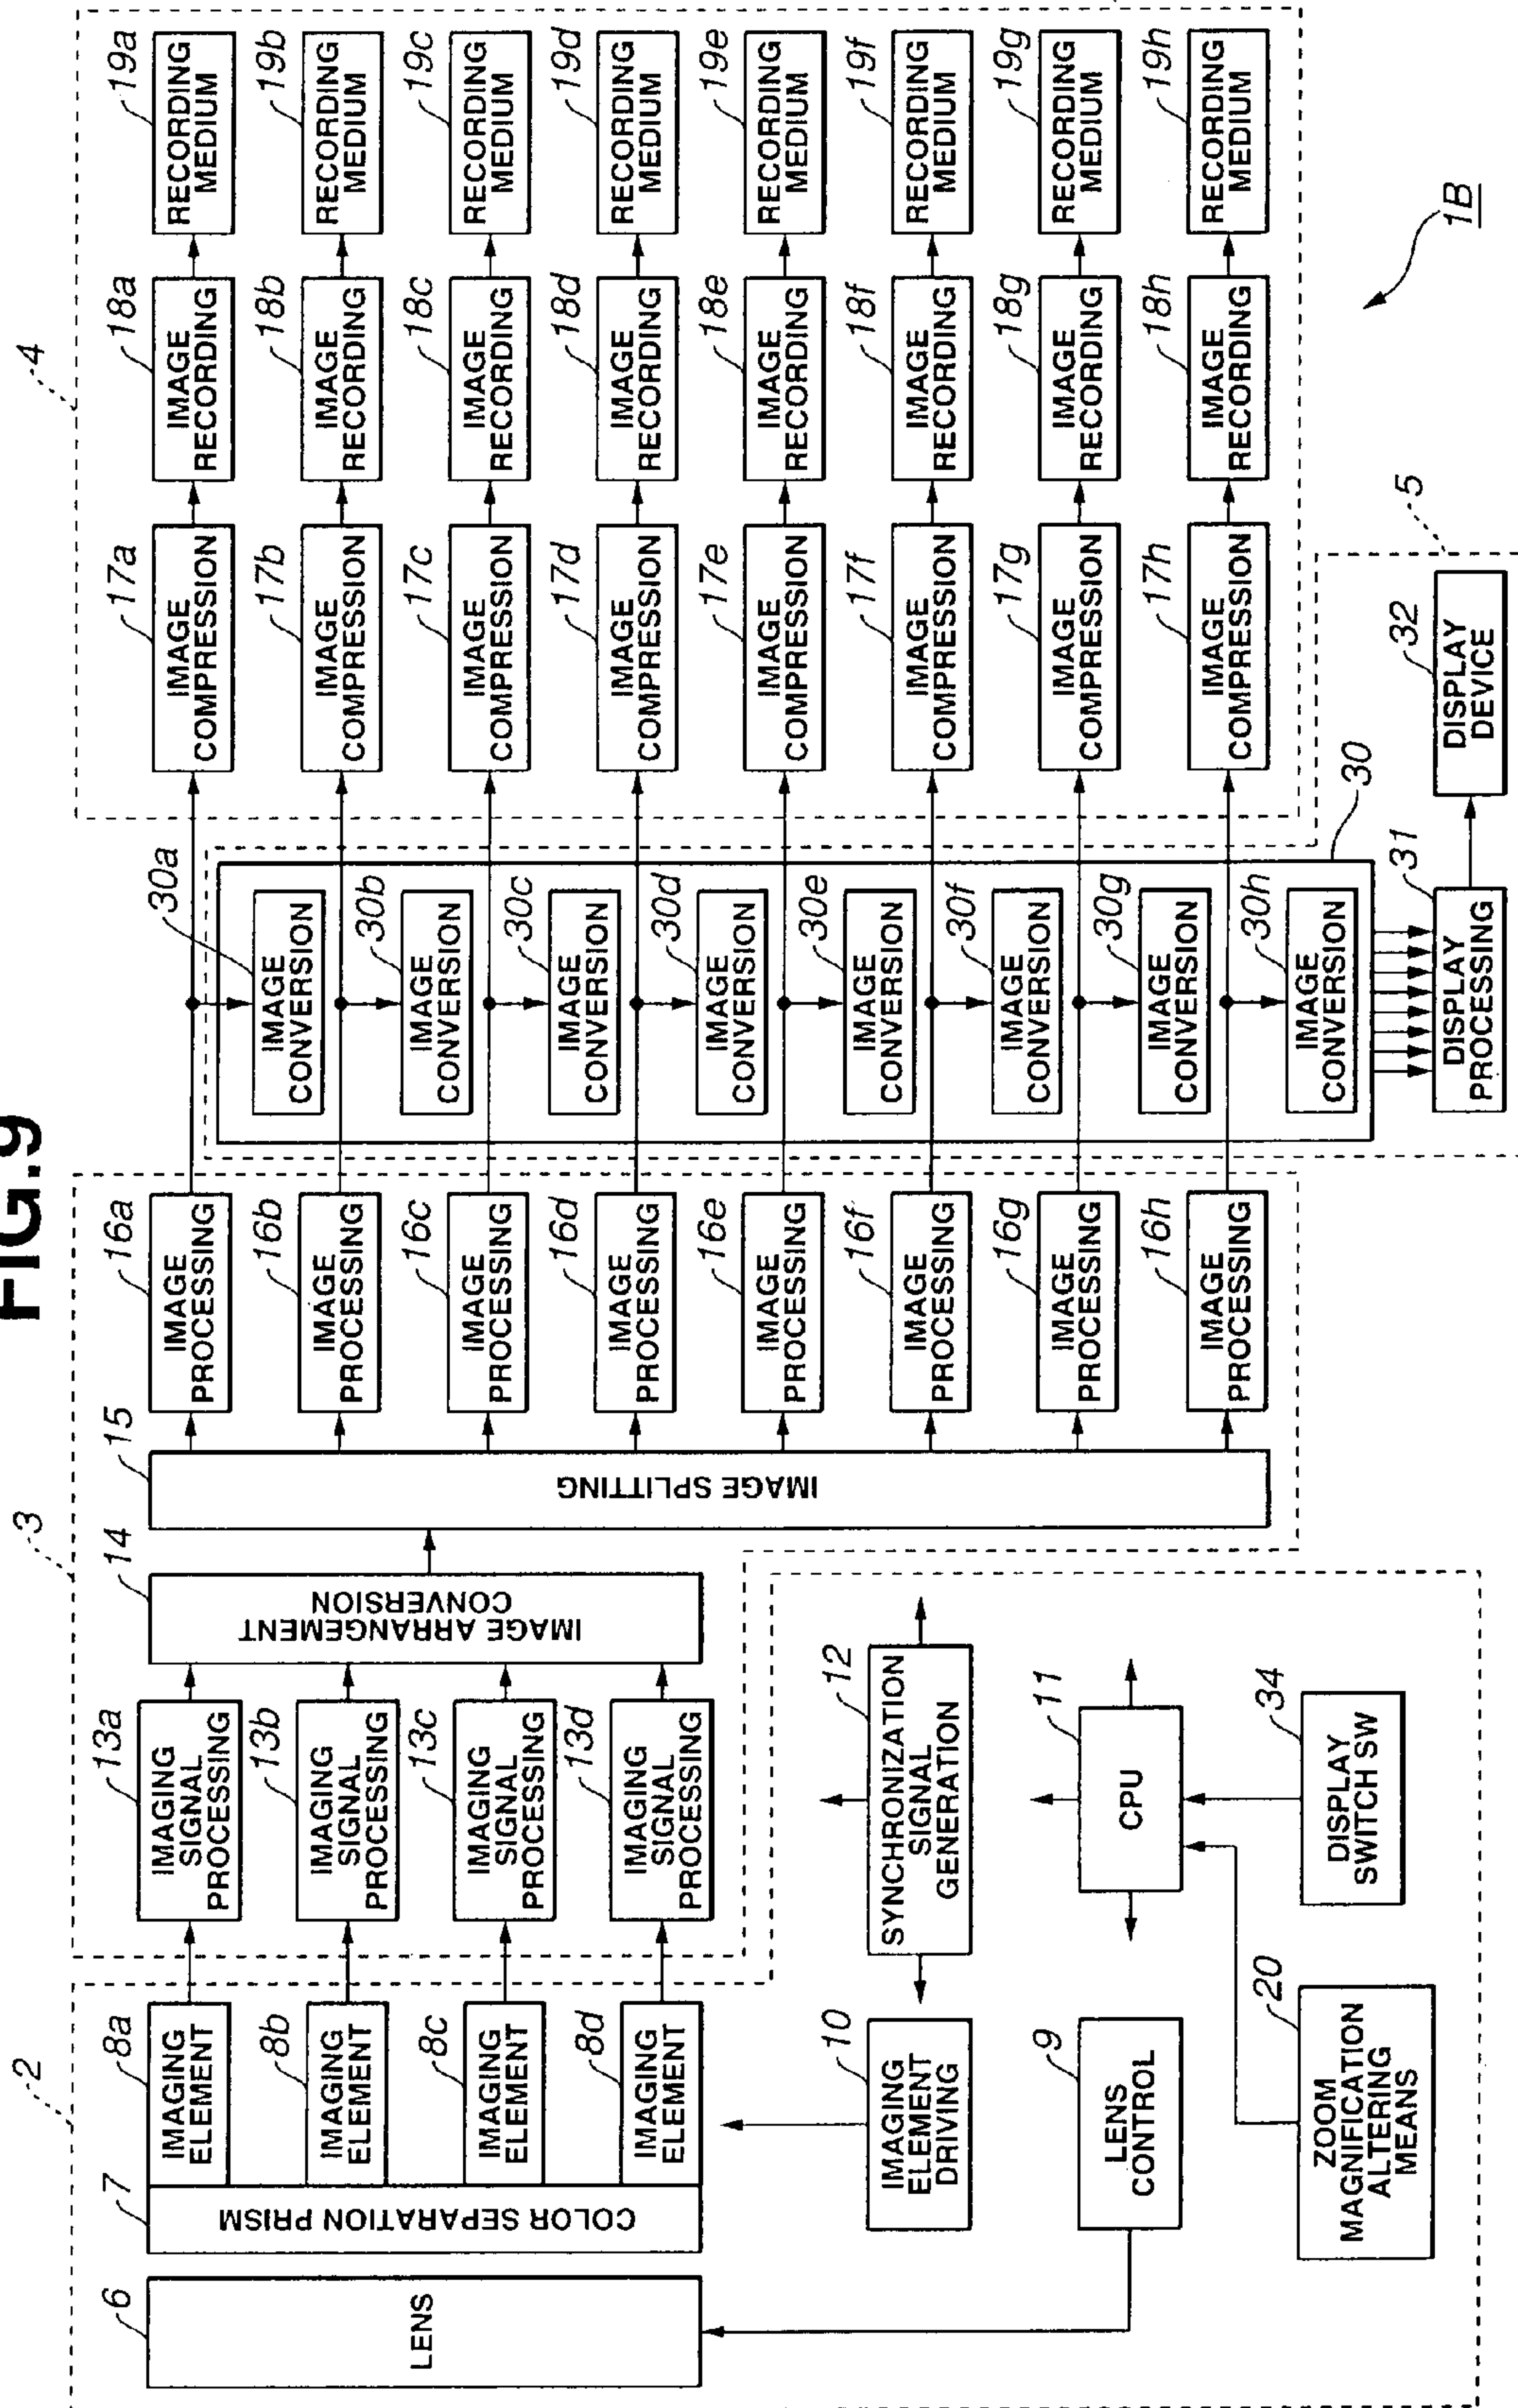 FIG.9
2
3
4
6
LENS
7
COLOR SEPARATION PRISM
8a
IMAGING
ELEMENT
8b
IMAGING
ELEMENT
8c
IMAGING
ELEMENT
8d
IMAGING
ELEMENT
13a
IMAGING
SIGNAL
PROCESSING
13b
IMAGING
SIGNAL
PROCESSING
13c
IMAGING
SIGNAL
PROCESSING
13d
IMAGING
SIGNAL
PROCESSING
14
IMAGE ARRANGEMENT
CONVERSION
15
IMAGE SPLITTING
16a
IMAGE
PROCESSING
16b
IMAGE
PROCESSING
16c
IMAGE
PROCESSING
16d
IMAGE
PROCESSING
16e
IMAGE
PROCESSING
16f
IMAGE
PROCESSING
16g
IMAGE
PROCESSING
16h
IMAGE
PROCESSING
30a
IMAGE
CONVERSION
30b
IMAGE
CONVERSION
30c
IMAGE
CONVERSION
30d
IMAGE
CONVERSION
30e
IMAGE
CONVERSION
30f
IMAGE
CONVERSION
30g
IMAGE
CONVERSION
30h
IMAGE
CONVERSION
30
17a
IMAGE
COMPRESSION
17b
IMAGE
COMPRESSION
17c
IMAGE
COMPRESSION
17d
IMAGE
COMPRESSION
17e
IMAGE
COMPRESSION
17f
IMAGE
COMPRESSION
17g
IMAGE
COMPRESSION
17h
IMAGE
COMPRESSION
18a
IMAGE
RECORDING
18b
IMAGE
RECORDING
18c
IMAGE
RECORDING
18d
IMAGE
RECORDING
18e
IMAGE
RECORDING
18f
IMAGE
RECORDING
18g
IMAGE
RECORDING
18h
IMAGE
RECORDING
19a
RECORDING
MEDIUM
19b
RECORDING
MEDIUM
19c
RECORDING
MEDIUM
19d
RECORDING
MEDIUM
19e
RECORDING
MEDIUM
19f
RECORDING
MEDIUM
19g
RECORDING
MEDIUM
19h
RECORDING
MEDIUM
10
IMAGING
ELEMENT
DRIVING
12
SYNCHRONIZATION
SIGNAL
GENERATION
9
LENS
CONTROL
11
CPU
20
ZOOM
MAGNIFICATION
ALTERING
MEANS
34
DISPLAY
SWITCH SW
31
DISPLAY
PROCESSING
32
DISPLAY
DEVICE
5
1B